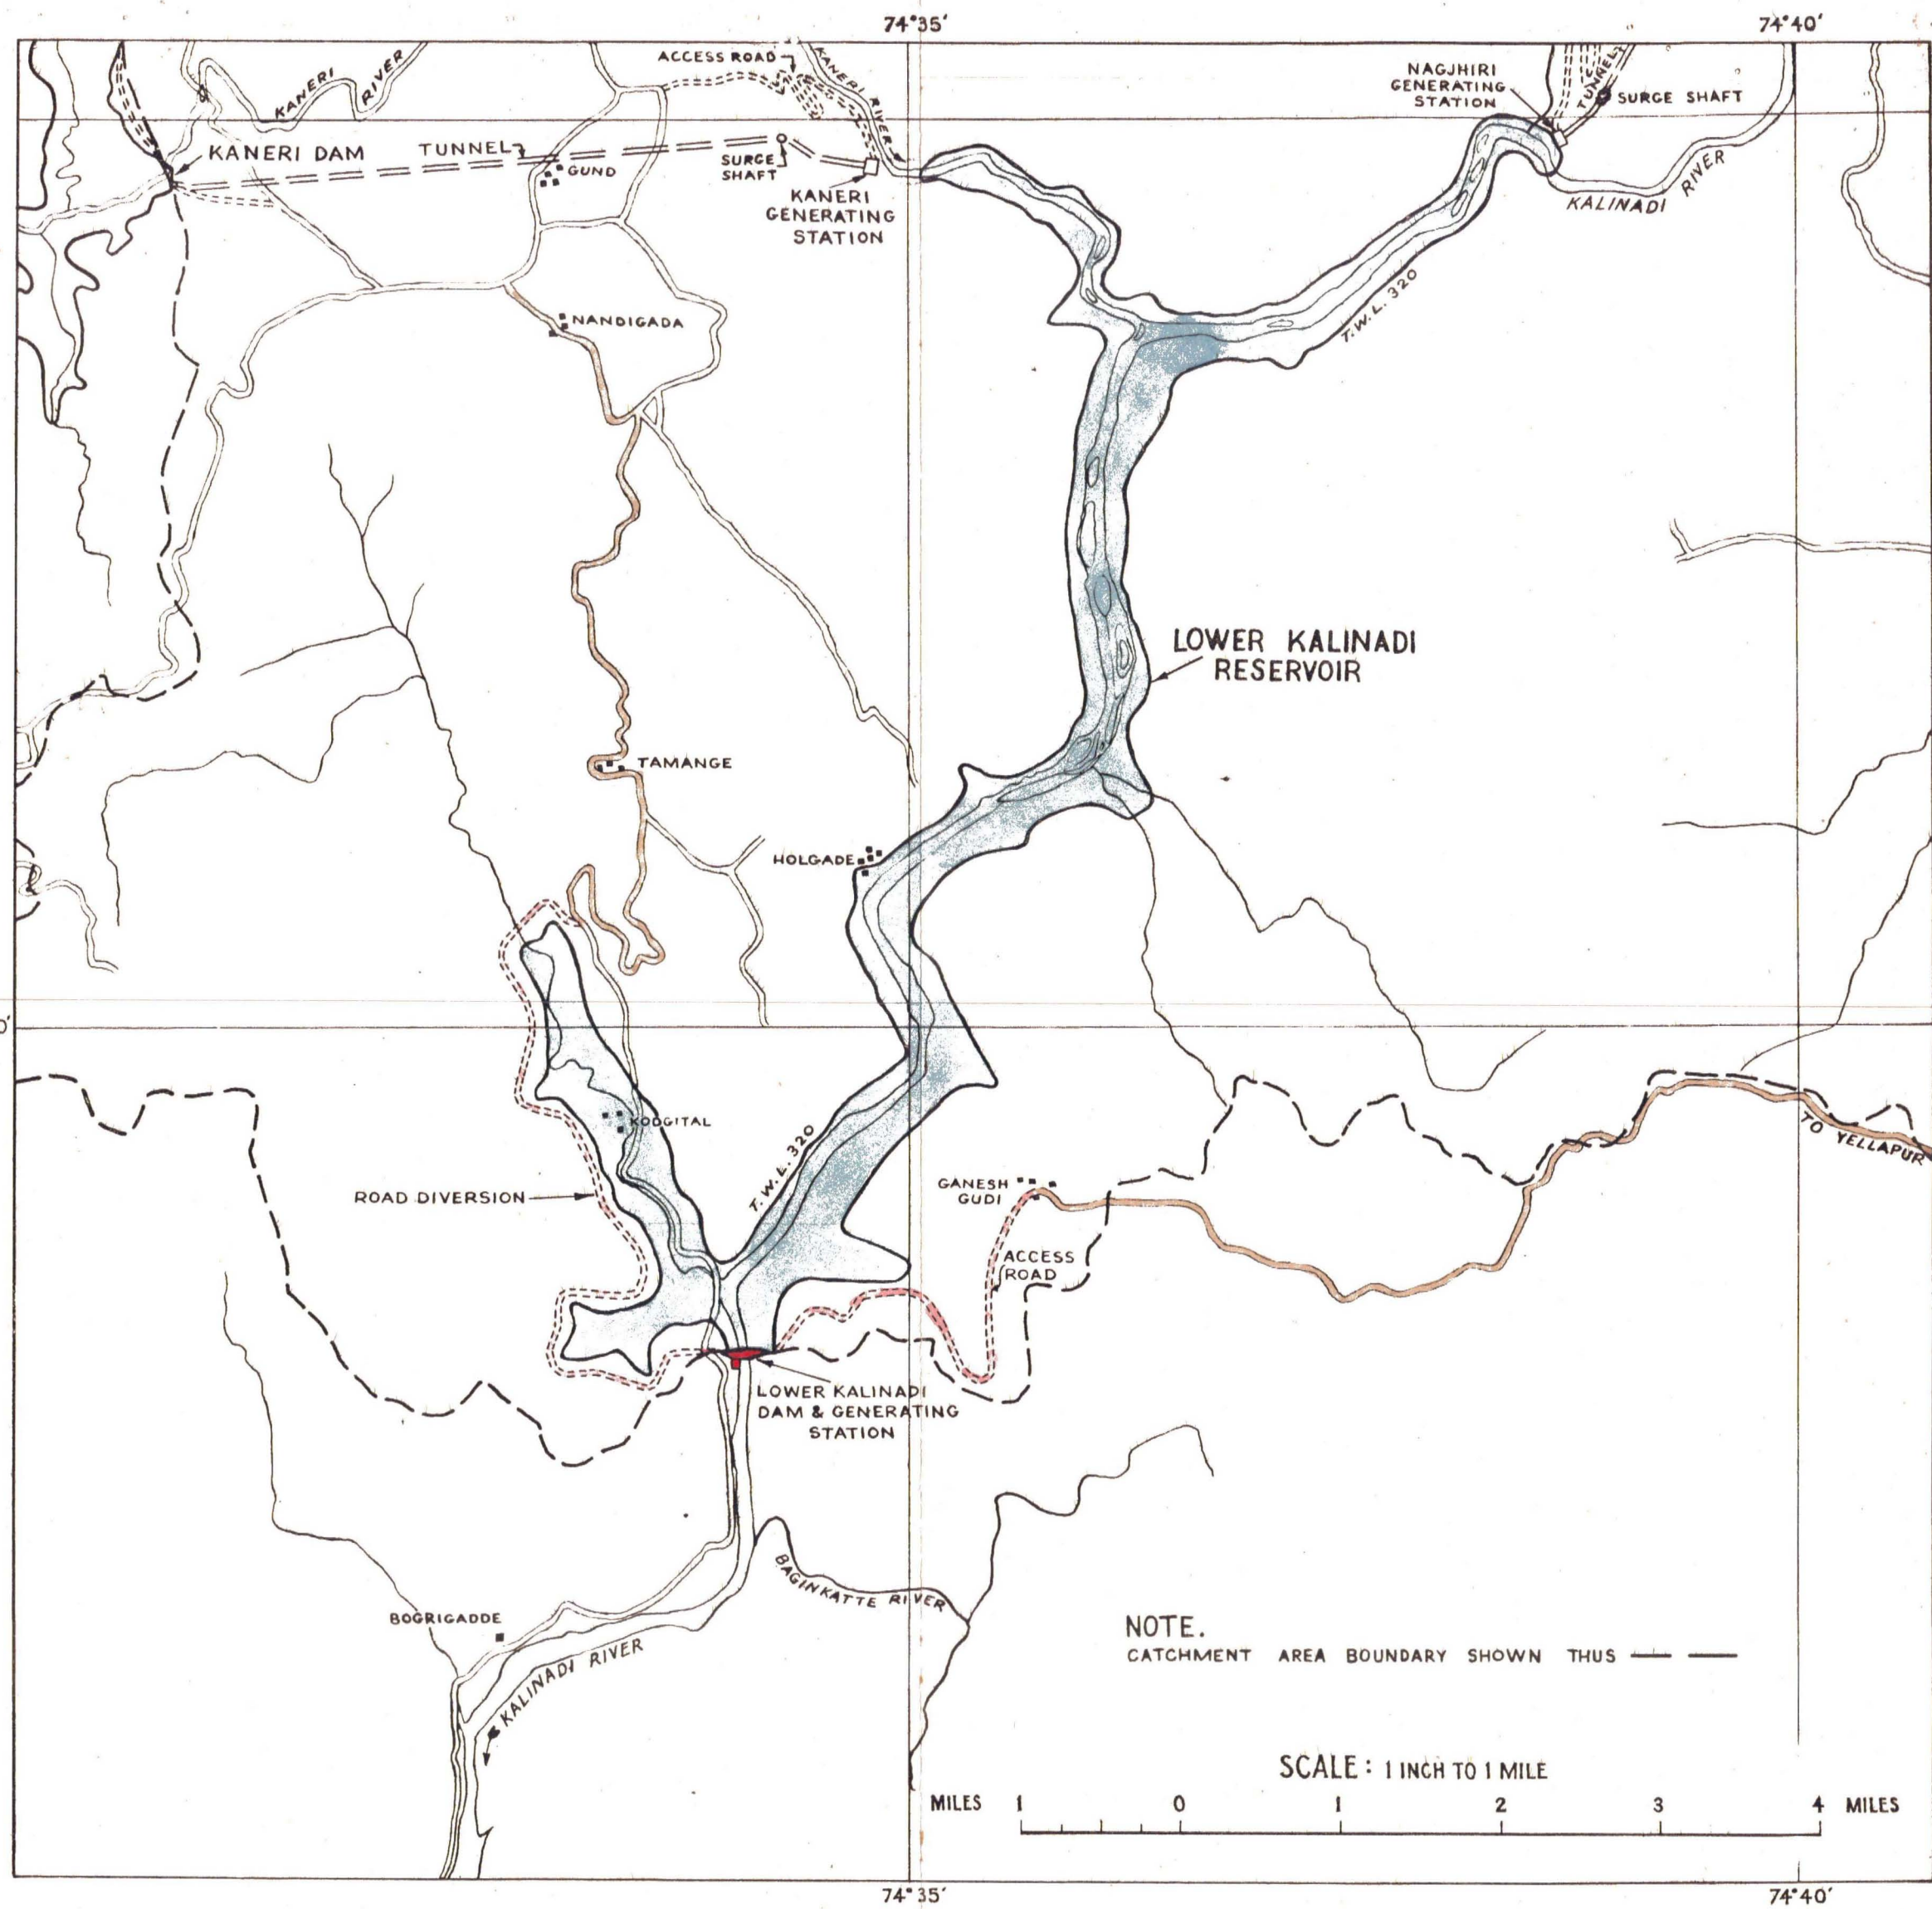 74°35'
74°40'
ACCESS ROAD
KANERI RIVER
KANERI RIVER
NAGJHIRI
GENERATING
STATION
TUNNEL
SURGE SHAFT
KANERI DAM
TUNNEL
GUND
SURGE
SHAFT
KANERI
GENERATING
STATION
KALINADI RIVER
T.W.L. 320
NANDIGADA
LOWER KALINADI
RESERVOIR
TAMANGE
HOLGADE
0'
KODGITAL
T.W.L. 320
TO YELLAPUR
ROAD DIVERSION
GANESH
GUDI
ACCESS
ROAD
LOWER KALINADI
DAM & GENERATING
STATION
BAGINKATTE RIVER
BOGRIGADDE
KALINADI RIVER
NOTE.
CATCHMENT AREA BOUNDARY SHOWN THUS
SCALE: 1 INCH TO 1 MILE
MILES 1 0 1 2 3 4 MILES
74°35'
74°40'